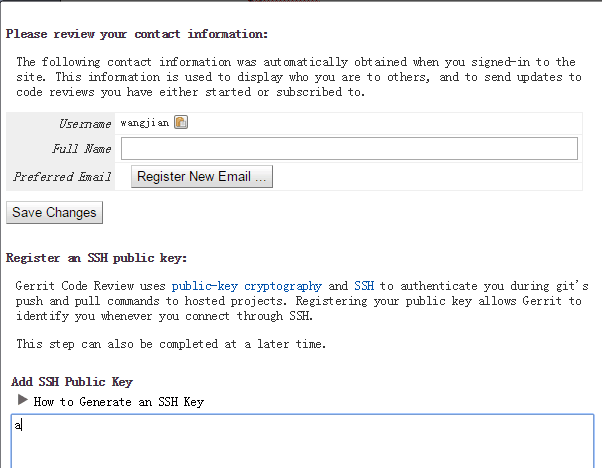 Please review your contact information:
The following contact information was automatically obtained when you signed-in to the
site. This information is used to display who you are to others, and to send updates to
code reviews you have either started or subscribed to.
Username wangjian
Full Name
Preferred Email Register New Email ...
Save Changes
Register an SSH public key:
Gerrit Code Review uses public-key cryptography and SSH to authenticate you during git's
push and pull commands to hosted projects. Registering your public key allows Gerrit to
identify you whenever you connect through SSH.
This step can also be completed at a later time.
Add SSH Public Key
How to Generate an SSH Key
a